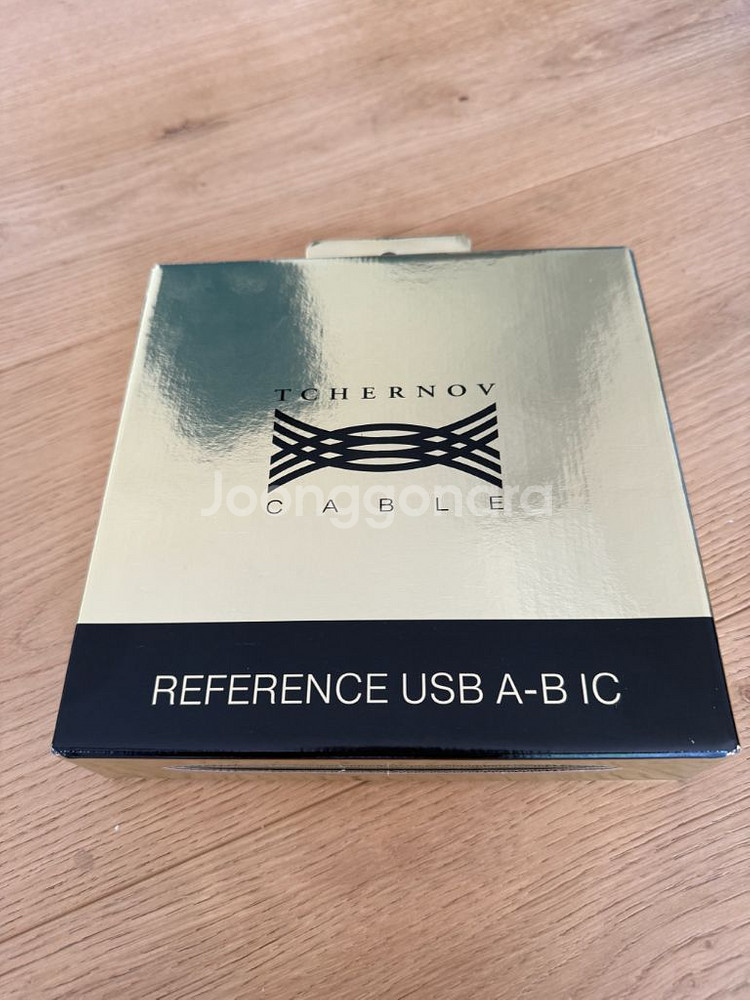 TCHERNOV
CABLE
Joonggonara
REFERENCE USB A-B IC